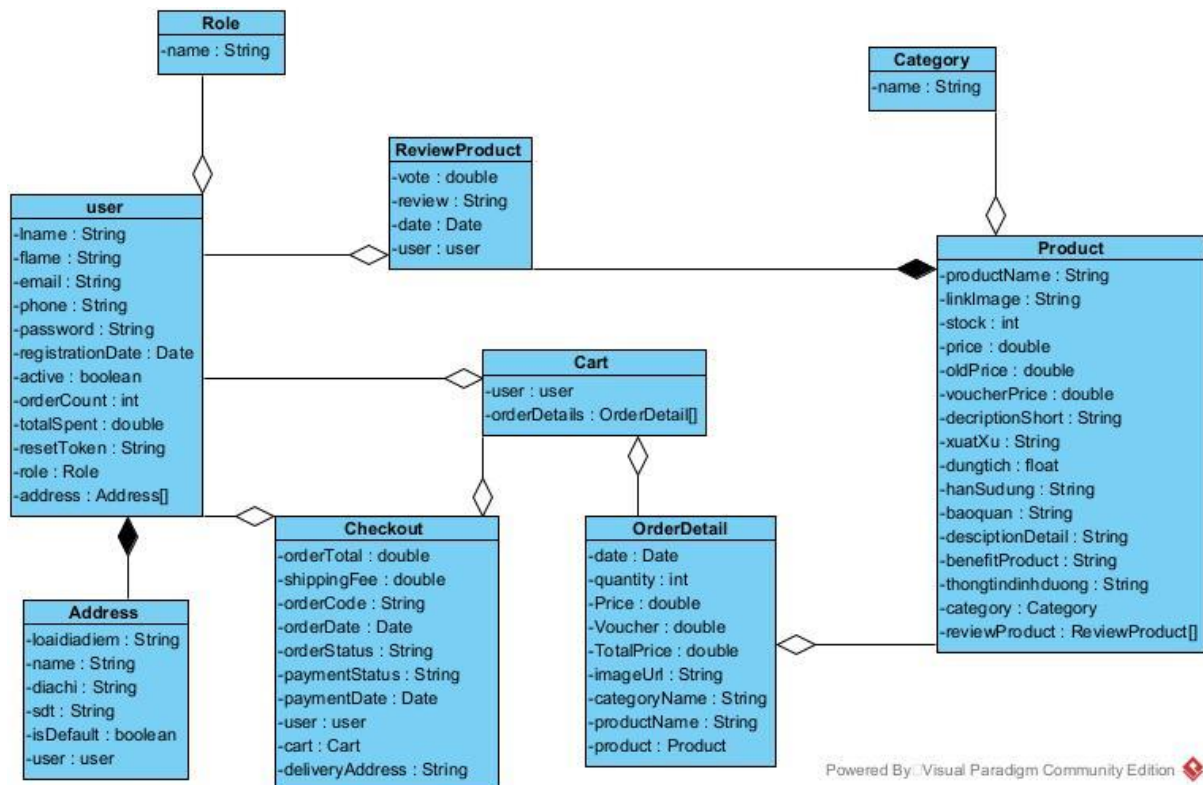 Role
-name : String
Category
-name : String
ReviewProduct
-vote : double
-review : String
-date : Date
-user : user
user
-lname : String
-flame : String
-email : String
-phone : String
-password : String
-registrationDate : Date
-active : boolean
-orderCount : int
-totalSpent : double
-resetToken : String
-role : Role
-address : Address[]
Product
-productName : String
-linkImage : String
-stock : int
-price : double
-oldPrice : double
-voucherPrice : double
-decriptionShort : String
-xuatXu : String
-dungtich : float
-hanSudung : String
-baoquan : String
-desciptionDetail : String
-benefitProduct : String
-thongtindinhduong : String
-category : Category
-reviewProduct : ReviewProduct[]
Cart
-user : user
-orderDetails : OrderDetail[]
Checkout
-orderTotal : double
-shippingFee : double
-orderCode : String
-orderDate : Date
-orderStatus : String
-paymentStatus : String
-paymentDate : Date
-user : user
-cart : Cart
-deliveryAddress : String
OrderDetail
-date : Date
-quantity : int
-Price : double
-Voucher : double
-TotalPrice : double
-imageUrl : String
-categoryName : String
-productName : String
-product : Product
Address
-loaidiadiem : String
-name : String
-diachi : String
-sdt : String
-isDefault : boolean
-user : user
Powered By Visual Paradigm Community Edition